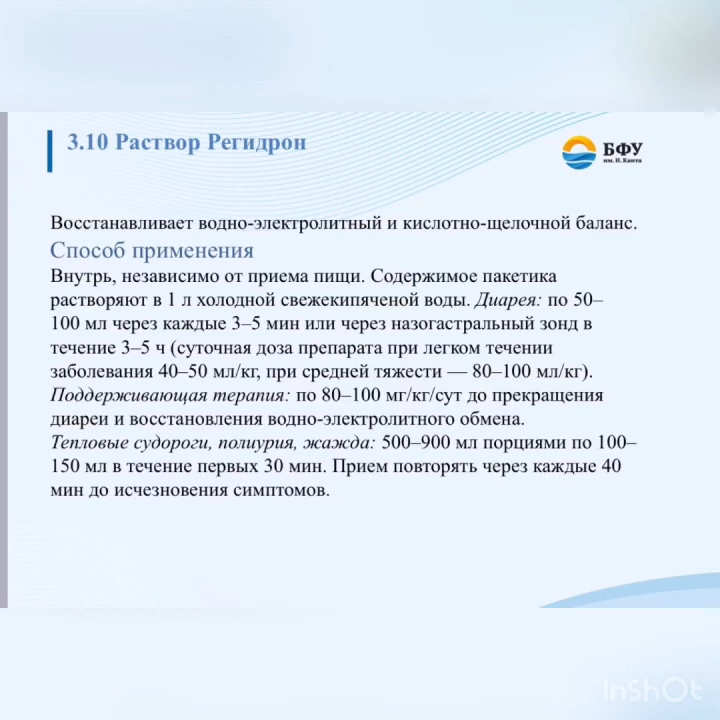 3.10 Раствор Регидрон
БФУ
им. И. Канта
Восстанавливает водно-электролитный и кислотно-щелочной баланс.
Способ применения
Внутрь, независимо от приема пищи. Содержимое пакетика
растворяют в 1 л холодной свежекипяченой воды. Диарея: по 50–
100 мл через каждые 3–5 мин или через назогастральный зонд в
течение 3–5 ч (суточная доза препарата при легком течении
заболевания 40–50 мл/кг, при средней тяжести — 80–100 мл/кг).
Поддерживающая терапия: по 80–100 мг/кг/сут до прекращения
диареи и восстановления водно-электролитного обмена.
Тепловые судороги, полиурия, жажда: 500–900 мл порциями по 100–
150 мл в течение первых 30 мин. Прием повторять через каждые 40
мин до исчезновения симптомов.
InShOt